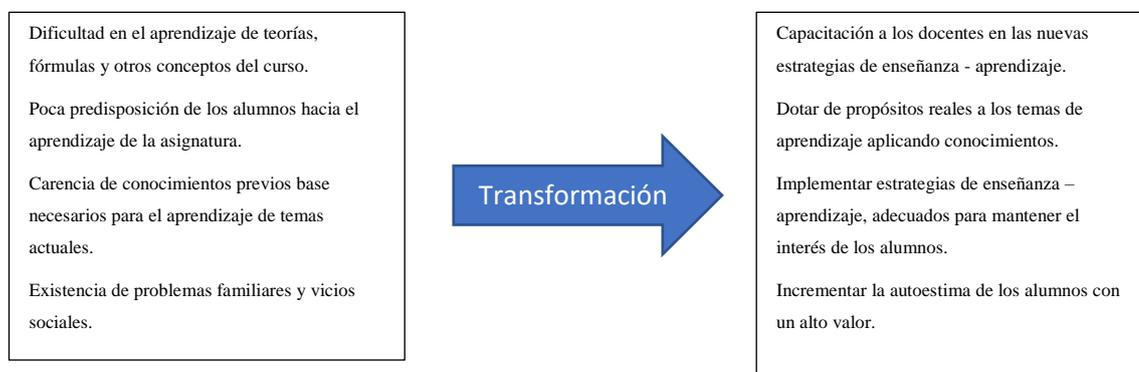 Dificultad en el aprendizaje de teorías,
fórmulas y otros conceptos del curso.
Poca predisposición de los alumnos hacia el
aprendizaje de la asignatura.
Carencia de conocimientos previos base
necesarios para el aprendizaje de temas
actuales.
Existencia de problemas familiares y vicios
sociales.
Transformación
Capacitación a los docentes en las nuevas
estrategias de enseñanza - aprendizaje.
Dotar de propósitos reales a los temas de
aprendizaje aplicando conocimientos.
Implementar estrategias de enseñanza –
aprendizaje, adecuados para mantener el
interés de los alumnos.
Incrementar la autoestima de los alumnos con
un alto valor.